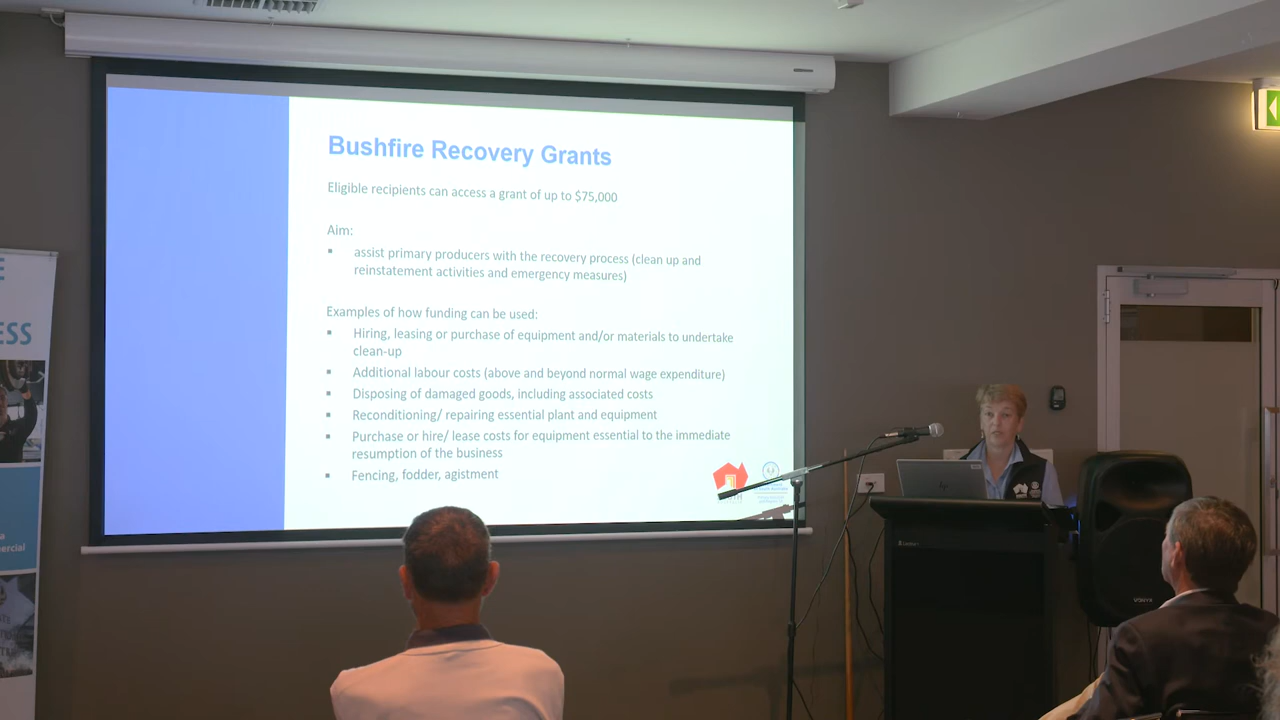 Bushfire Recovery Grants
Eligible recipients can access a grant of up to $75,000
Aim:
▪ assist primary producers with the recovery process (clean up and
reinstatement activities and emergency measures)
Examples of how funding can be used:
▪ Hiring, leasing or purchase of equipment and/or materials to undertake
clean-up
▪ Additional labour costs (above and beyond normal wage expenditure)
▪ Disposing of damaged goods, including associated costs
▪ Reconditioning/ repairing essential plant and equipment
▪ Purchase or hire/ lease costs for equipment essential to the immediate
resumption of the business
▪ Fencing, fodder, agistment
E
ESS
a
ercial
VONYX